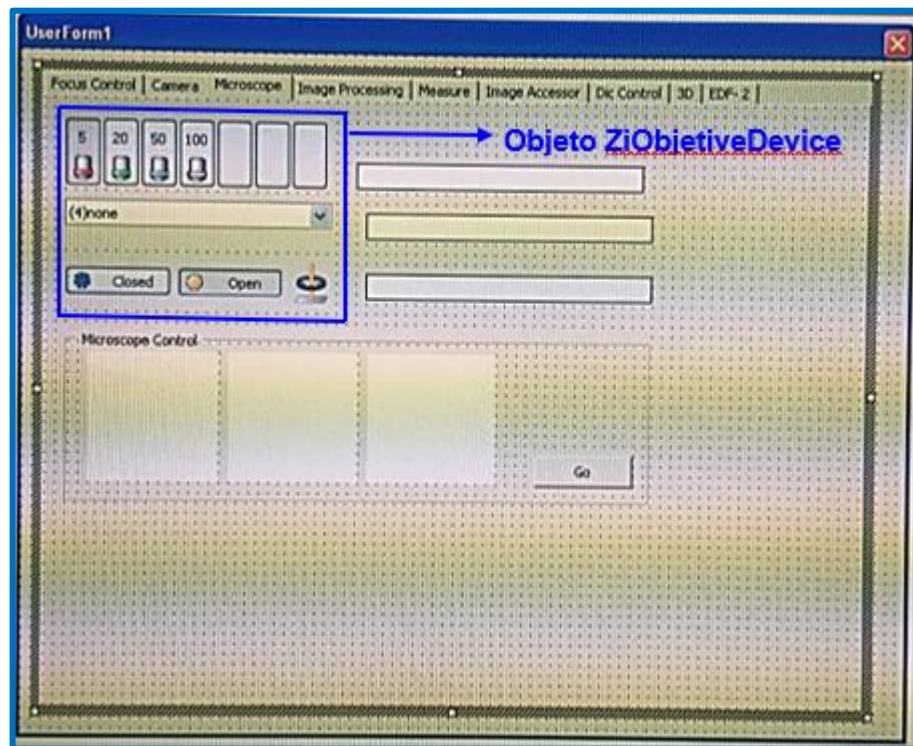 UserForm1
Focus Control Camera Microscope Image Processing Measure Image Accessor Dic Control 3D EDF-2
5 20 50 100
Objeto ZiObjetiveDevice
(4)none
Closed Open
Microscope Control
Go